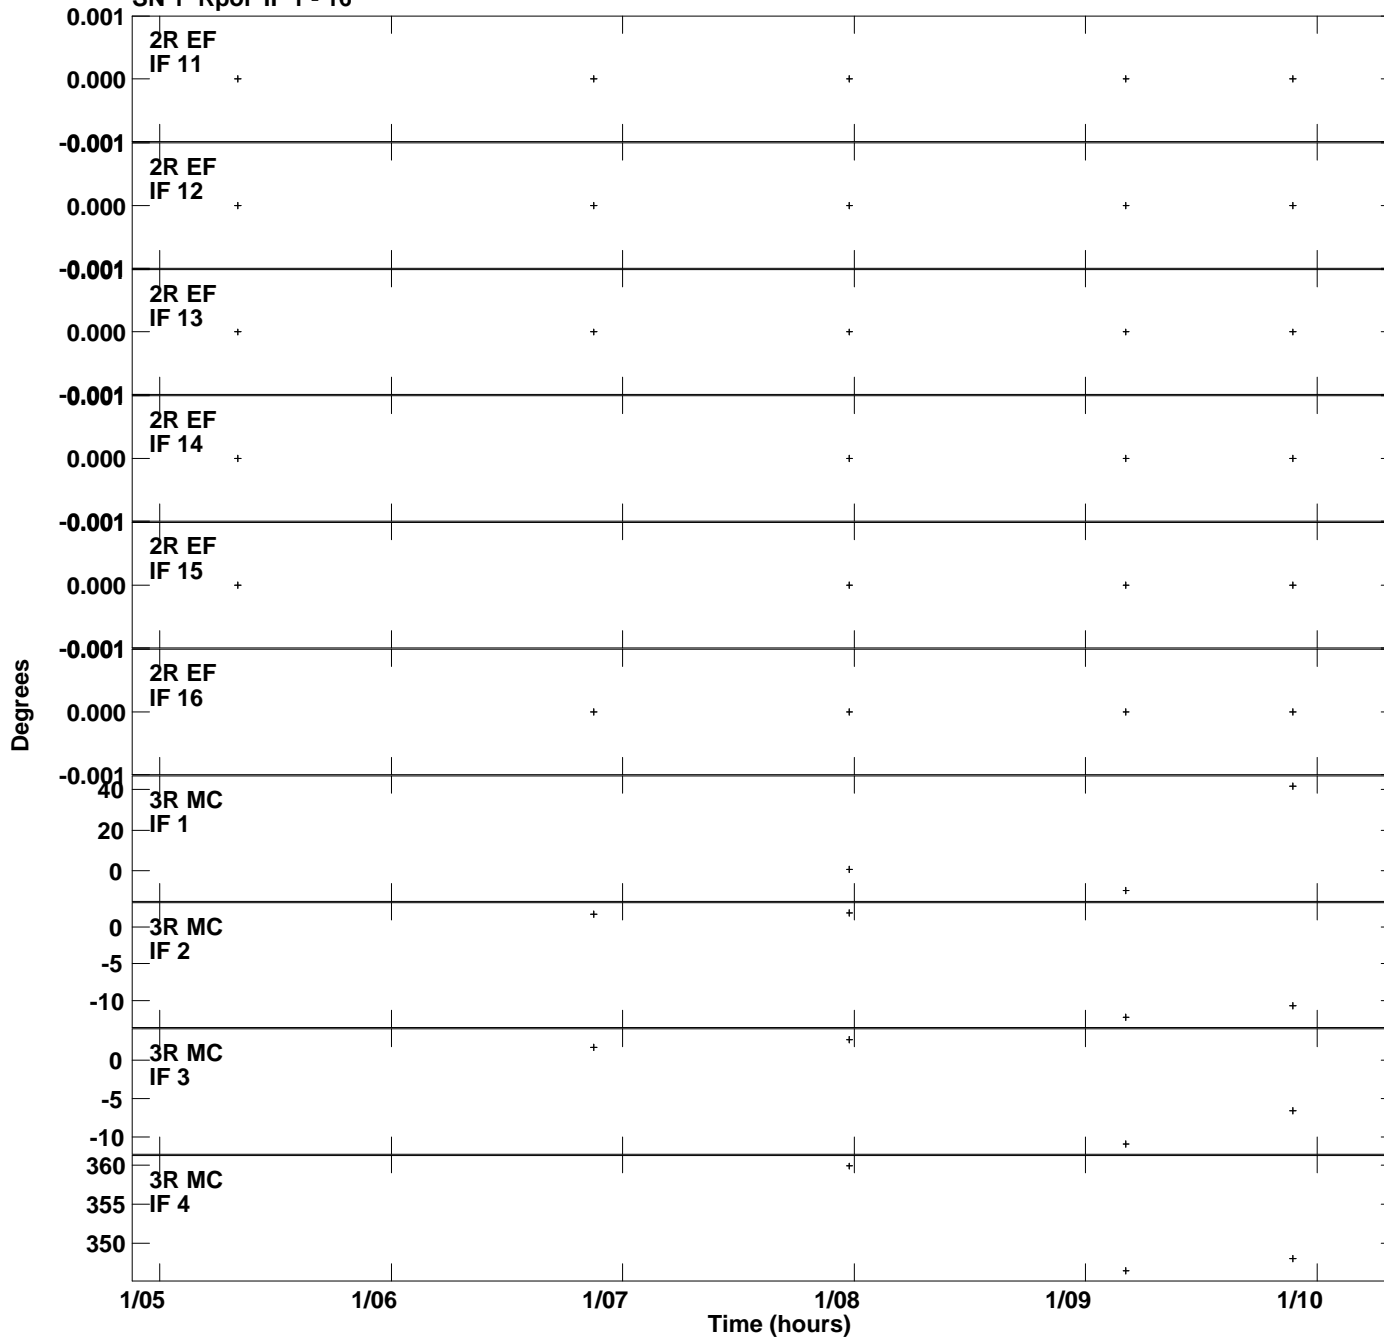 SN 1 Rpol IF 1 - 16
0.001
2R EF
IF 11
0.000
-0.001
2R EF
IF 12
0.000
-0.001
2R EF
IF 13
0.000
-0.001
2R EF
IF 14
0.000
-0.001
2R EF
IF 15
0.000
-0.001
2R EF
IF 16
0.000
-0.001
40
3R MC
IF 1
20
0
3R MC
IF 2
0
-5
-10
3R MC
IF 3
0
-5
-10
3R MC
IF 4
360
355
350
Degrees
1/05 1/06 1/07 1/08 1/09 1/10
Time (hours)